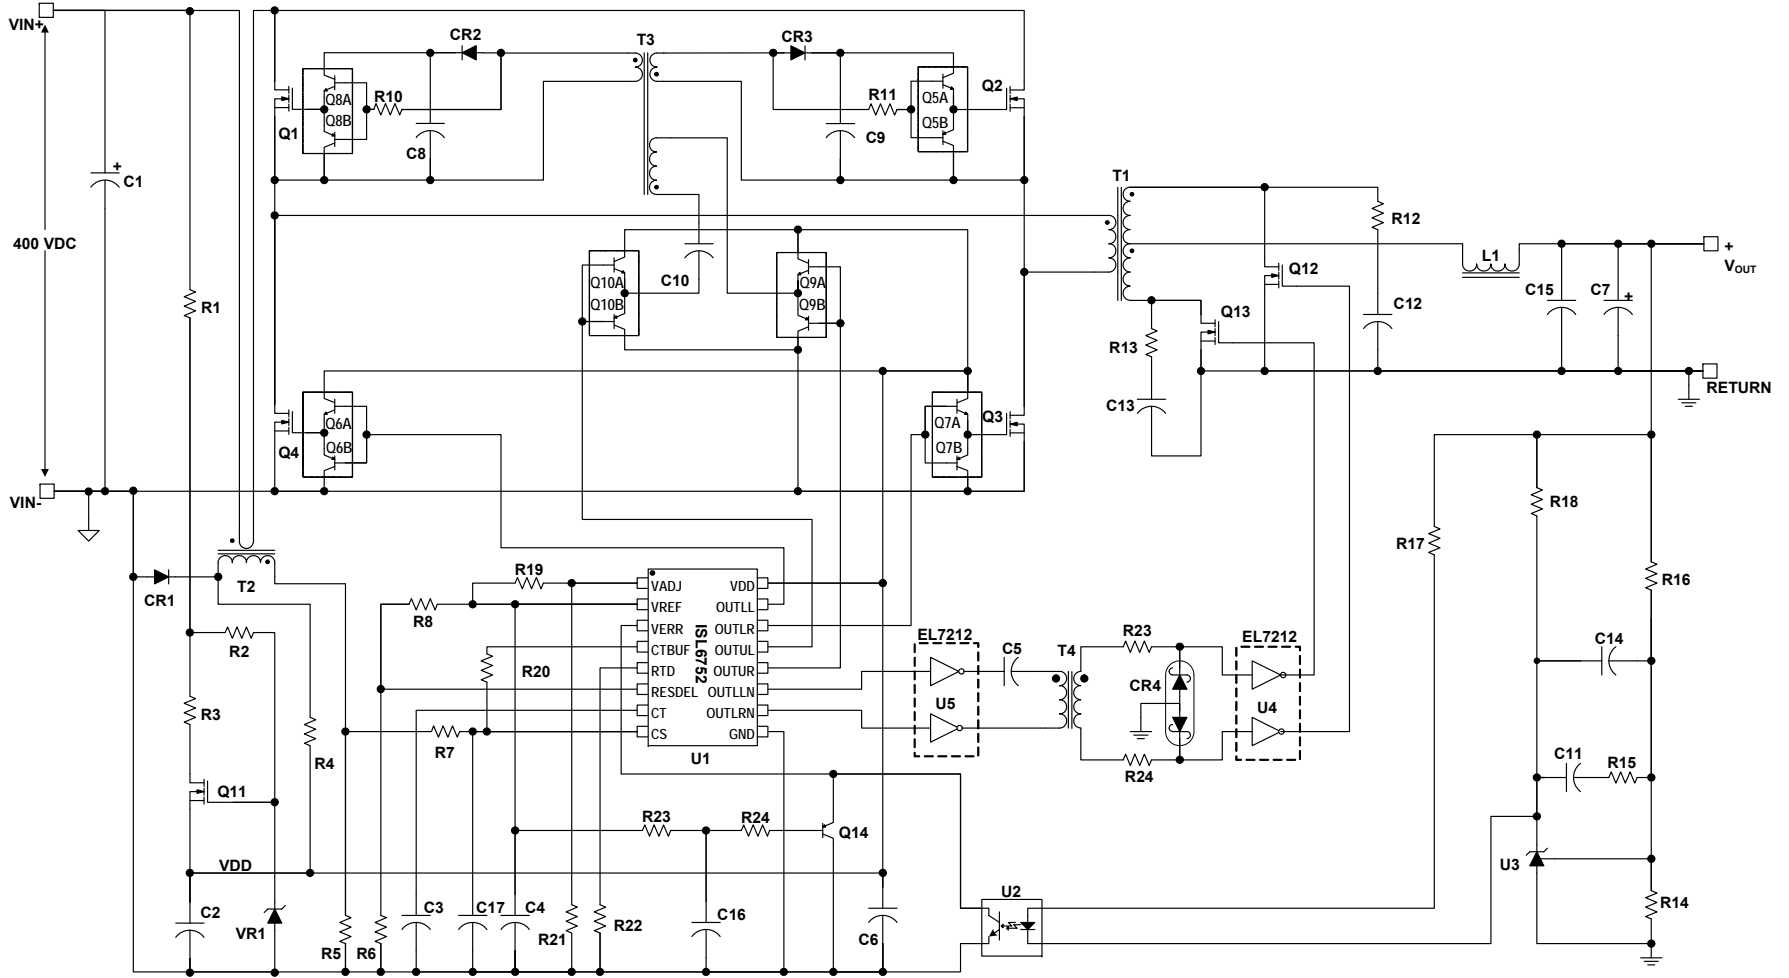 VIN+
CR2
T3
CR3
Q8A
Q8B
R10
R11
Q5A
Q5B
Q2
Q1
C8
C9
+
C1
T1
R12
400 VDC
+
VOUT
L1
Q10A
Q10B
C10
Q9A
Q9B
Q12
C15
C7
+
R1
Q13
C12
R13
RETURN
C13
Q6A
Q6B
Q7A
Q7B
Q3
Q4
VIN-
R18
R17
R19
T2
CR1
VADJ
VDD
R16
R8
VREF
OUTLL
VERR
OUTLR
ISL6752
EL7212
R23
EL7212
R2
CTBUF
OUTUL
C5
T4
C14
R20
RTD
OUTUR
RESDEL
OUTLLN
CR4
R3
CT
OUTLRN
U5
U4
CS
GND
R7
U1
R4
R24
C11
R15
Q11
R23
R24
Q14
VDD
U3
U2
C2
C3
C17
C4
C16
R14
VR1
R5
R6
R21
R22
C6